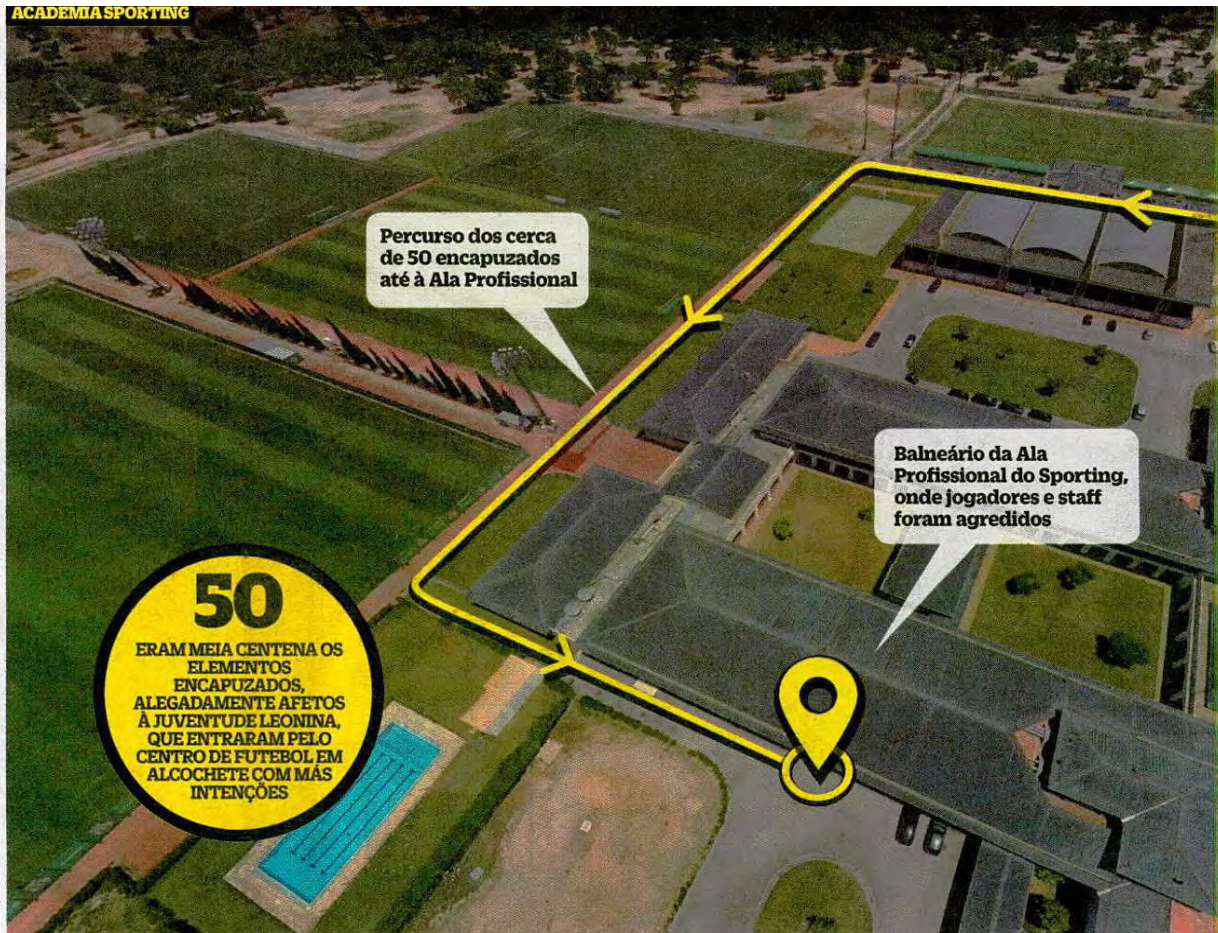 ACADEMIA SPORTING
Percurso dos cerca
de 50 encapuzados
até à Ala Profissional
Balneário da Ala
Profissional do Sporting,
onde jogadores e staff
foram agredidos
50
ERAM MEIA CENTENA OS
ELEMENTOS
ENCAPUZADOS,
ALEGADAMENTE AFETOS
À JUVENTUDE LEONINA,
QUE ENTRARAM PELO
CENTRO DE FUTEBOL EM
ALCOCHETE COM MÁS
INTENÇÕES